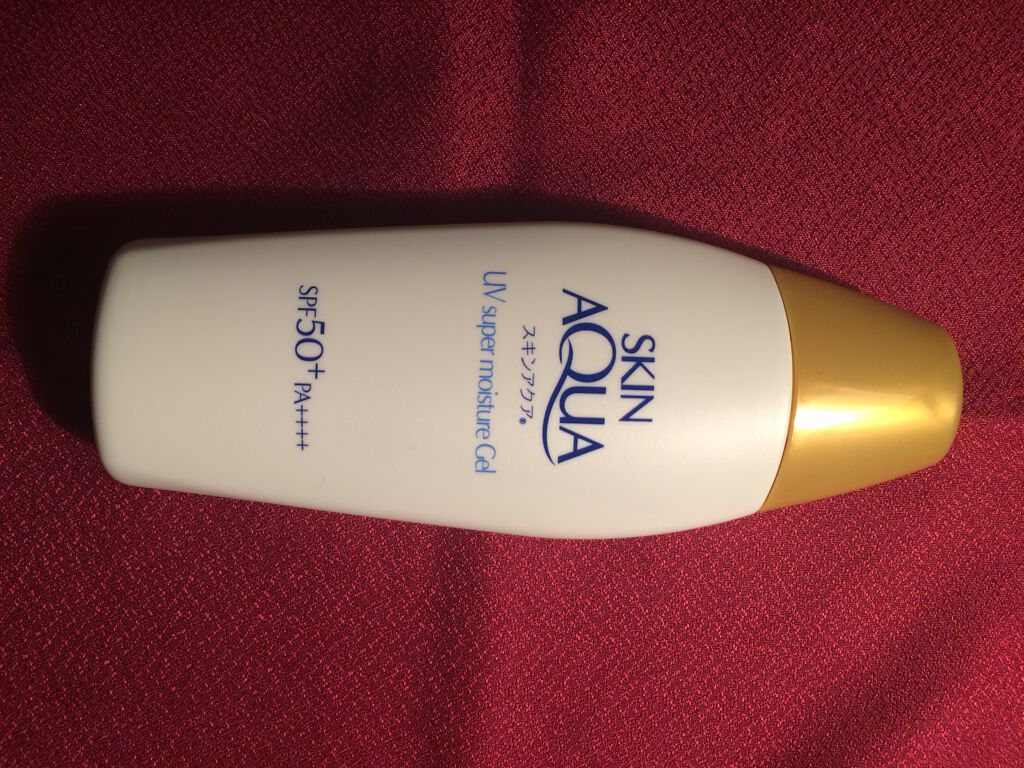 SKIN
AQUA
スキンアクア®
UV super moisture Gel
SPF50+ PA++++